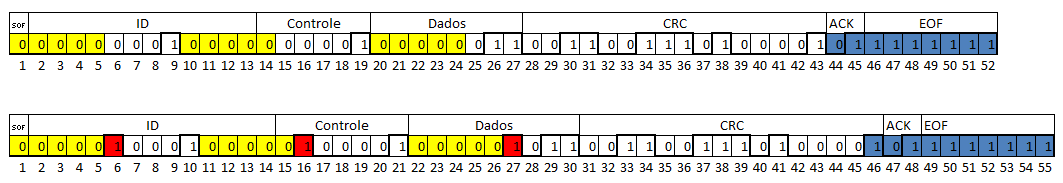 SOF ID Controle Dados CRC ACK EOF
0 0 0 0 0 0 0 0 1 0 0 0 0 0 0 0 0 0 1 0 0 0 0 0 0 1 1 0 0 1 1 0 0 1 1 1 0 1 0 0 0 0 1 0 1 1 1 1 1 1 1 1
1 2 3 4 5 6 7 8 9 10 11 12 13 14 15 16 17 18 19 20 21 22 23 24 25 26 27 28 29 30 31 32 33 34 35 36 37 38 39 40 41 42 43 44 45 46 47 48 49 50 51 52
SOF ID Controle Dados CRC ACK EOF
0 0 0 0 0 1 0 0 0 1 0 0 0 0 0 1 0 0 0 0 1 0 0 0 0 0 1 0 1 1 0 0 1 1 0 0 1 1 1 0 1 0 0 0 0 1 0 1 1 1 1 1 1 1 1
1 2 3 4 5 6 7 8 9 10 11 12 13 14 15 16 17 18 19 20 21 22 23 24 25 26 27 28 29 30 31 32 33 34 35 36 37 38 39 40 41 42 43 44 45 46 47 48 49 50 51 52 53 54 55